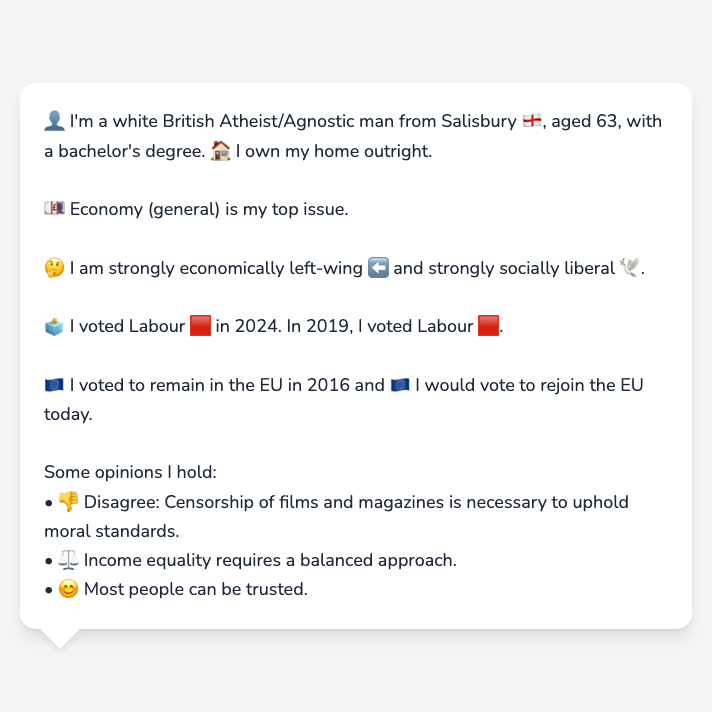 👤 I'm a white British Atheist/Agnostic man from Salisbury 🏴󠁧󠁢󠁥󠁮󠁧󠁿, aged 63, with
a bachelor's degree. 🏠 I own my home outright.
💷 Economy (general) is my top issue.
🤔 I am strongly economically left-wing ⬅️ and strongly socially liberal 🕊️.
🗳️ I voted Labour 🟥 in 2024. In 2019, I voted Labour 🟥.
🇪🇺 I voted to remain in the EU in 2016 and 🇪🇺 I would vote to rejoin the EU
today.
Some opinions I hold:
• 👎 Disagree: Censorship of films and magazines is necessary to uphold
moral standards.
• ⚖️ Income equality requires a balanced approach.
• 😊 Most people can be trusted.